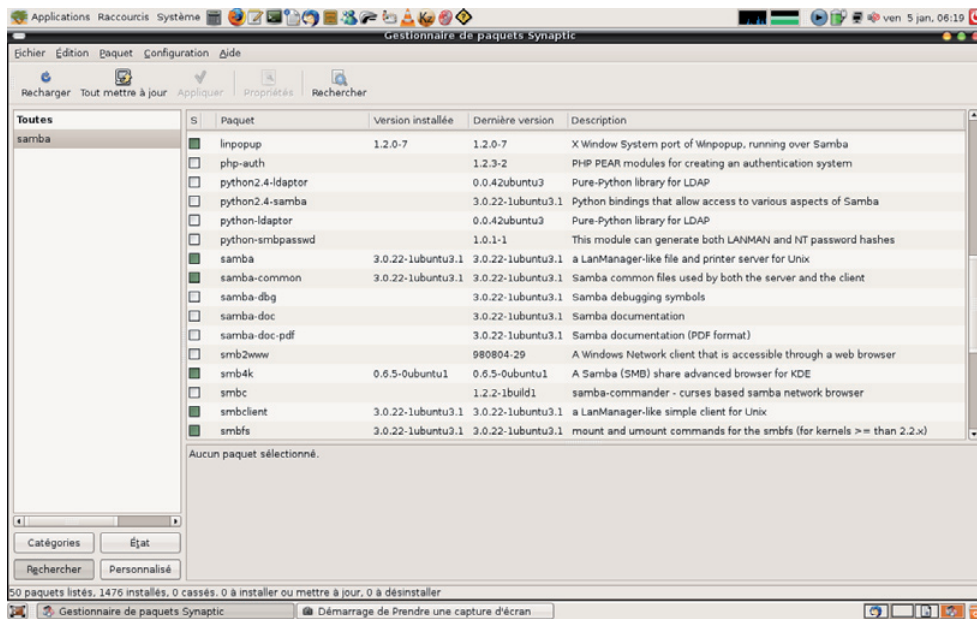 Applications Raccourcis Système
ven 5 jan, 06:19
Gestionnaire de paquets Synaptic
Fichier Édition Paquet Configuration Aide
Recharger Tout mettre à jour Appliquer Propriétés Rechercher
Toutes
samba
S Paquet Version installée Dernière version Description
linpopup 1.2.0-7 1.2.0-7 X Window System port of Winpopup, running over Samba
php-auth 1.2.3-2 PHP PEAR modules for creating an authentication system
python2.4-ldaptor 0.0.42ubuntu3 Pure-Python library for LDAP
python2.4-samba 3.0.22-1ubuntu3.1 Python bindings that allow access to various aspects of Samba
python-ldaptor 0.0.42ubuntu3 Pure-Python library for LDAP
python-smbpasswd 1.0.1-1 This module can generate both LANMAN and NT password hashes
samba 3.0.22-1ubuntu3.1 3.0.22-1ubuntu3.1 a LanManager-like file and printer server for Unix
samba-common 3.0.22-1ubuntu3.1 3.0.22-1ubuntu3.1 Samba common files used by both the server and the client
samba-dbg 3.0.22-1ubuntu3.1 Samba debugging symbols
samba-doc 3.0.22-1ubuntu3.1 Samba documentation
samba-doc-pdf 3.0.22-1ubuntu3.1 Samba documentation (PDF format)
smb2www 980804-29 A Windows Network client that is accessible through a web browser
smb4k 0.6.5-0ubuntu1 0.6.5-0ubuntu1 A Samba (SMB) share advanced browser for KDE
smbc 1.2.2-1build1 samba-commander - curses based samba network browser
smbclient 3.0.22-1ubuntu3.1 3.0.22-1ubuntu3.1 a LanManager-like simple client for Unix
smbfs 3.0.22-1ubuntu3.1 3.0.22-1ubuntu3.1 mount and umount commands for the smbfs (for kernels >= than 2.2.x)
Aucun paquet sélectionné.
Catégories État
Rechercher Personnalisé
50 paquets listés, 1476 installés, 0 cassés. 0 à installer ou mettre à jour, 0 à désinstaller
Gestionnaire de paquets Synaptic
Démarrage de Prendre une capture d'écran